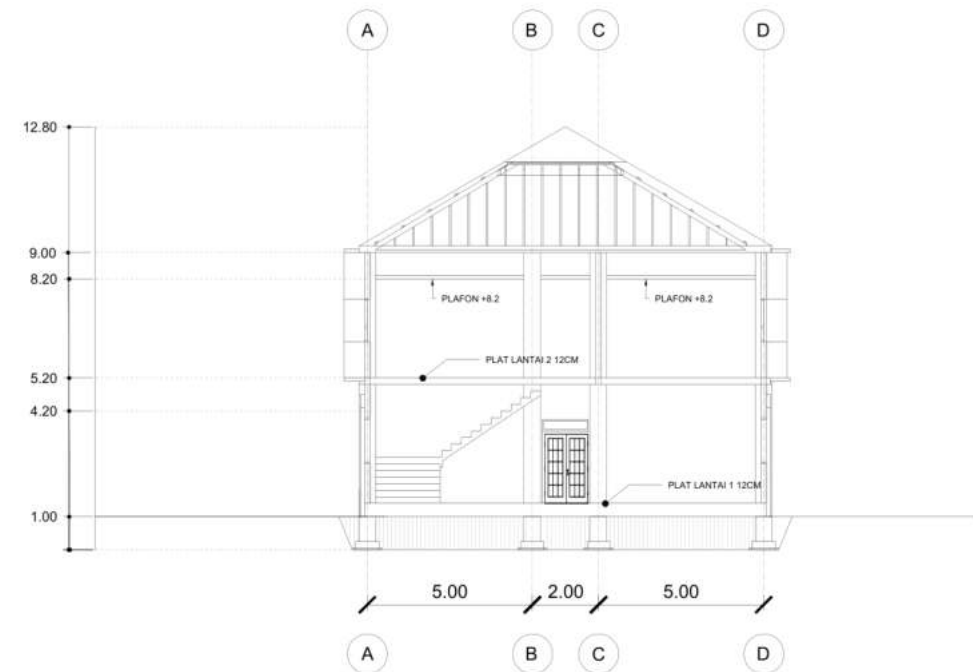 A B C D
12.80
9.00
8.20
PLAFON +8.2 PLAFON +8.2
PLAT LANTAI 2 12CM
5.20
4.20
PLAT LANTAI 1 12CM
1.00
5.00 2.00 5.00
A B C D